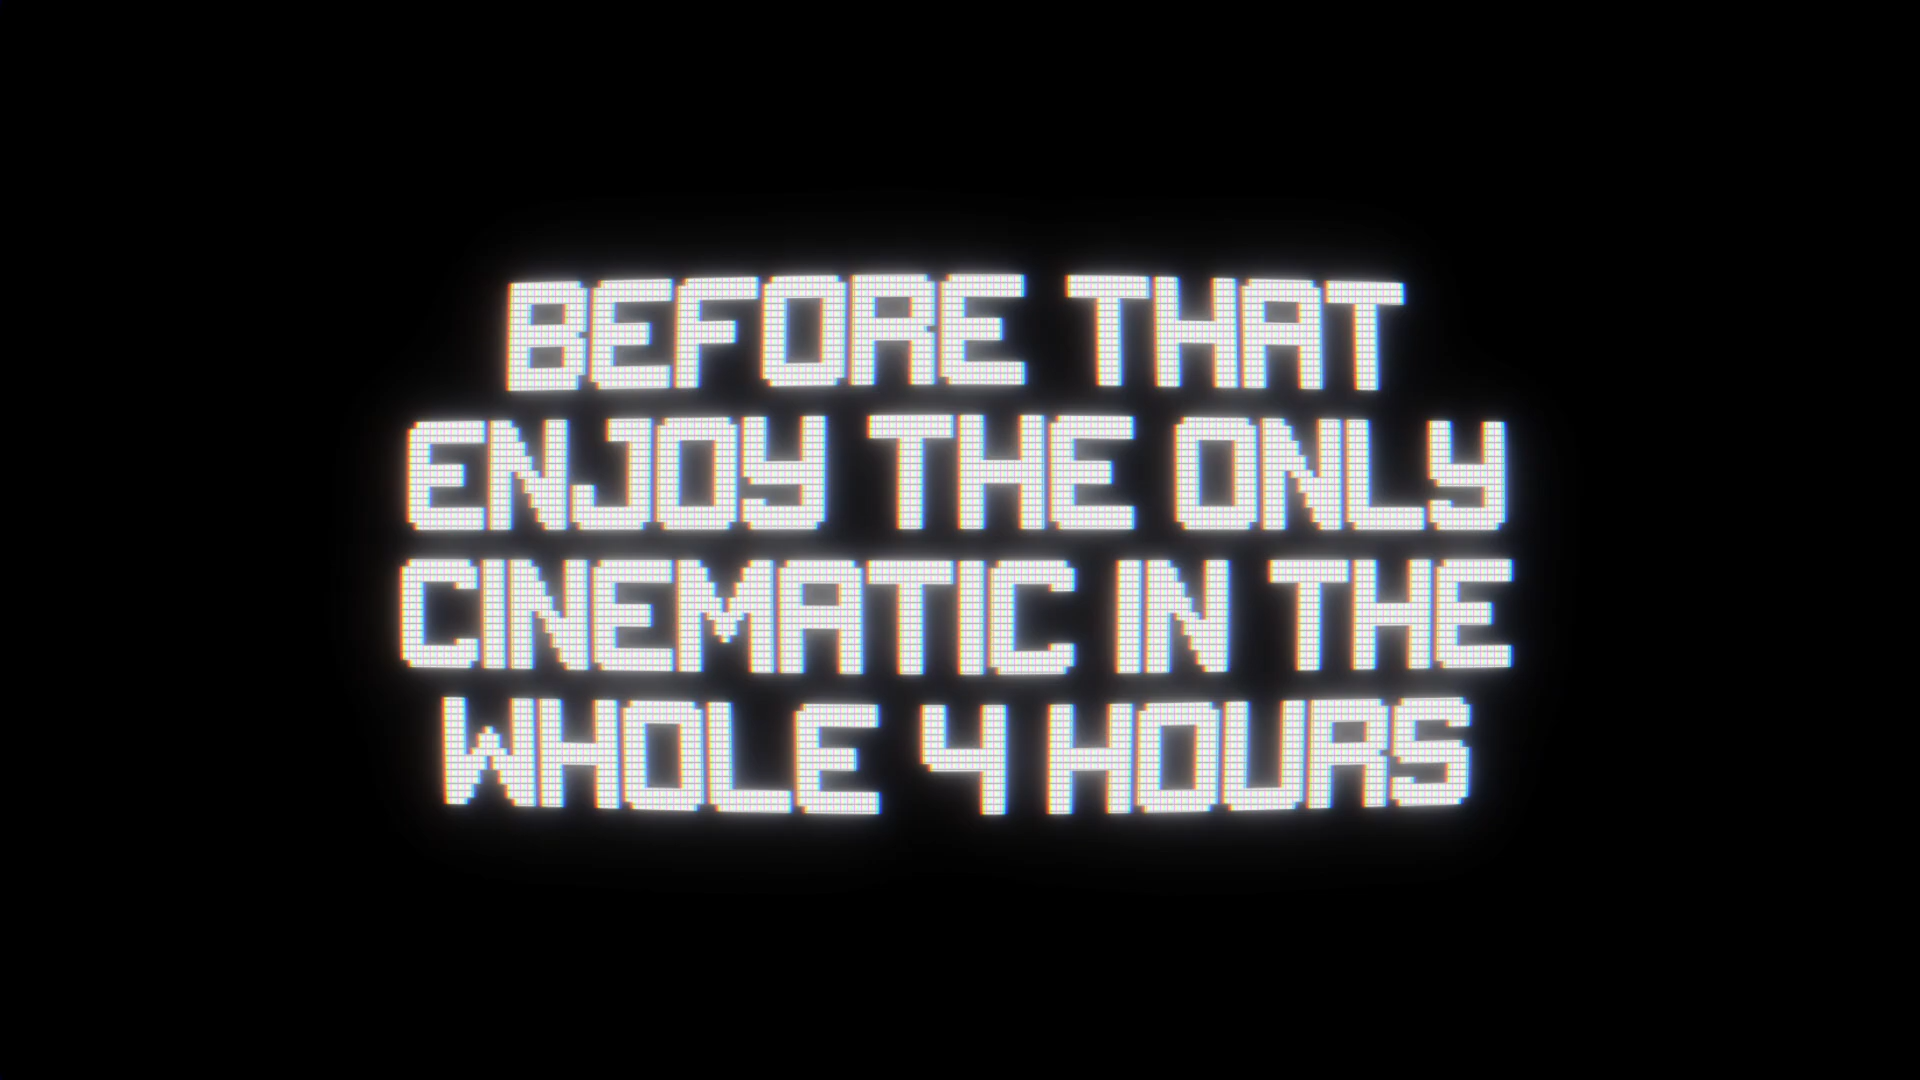 BEFORE THAT
ENJOY THE ONLY
CINEMATIC IN THE
WHOLE 4 HOURS